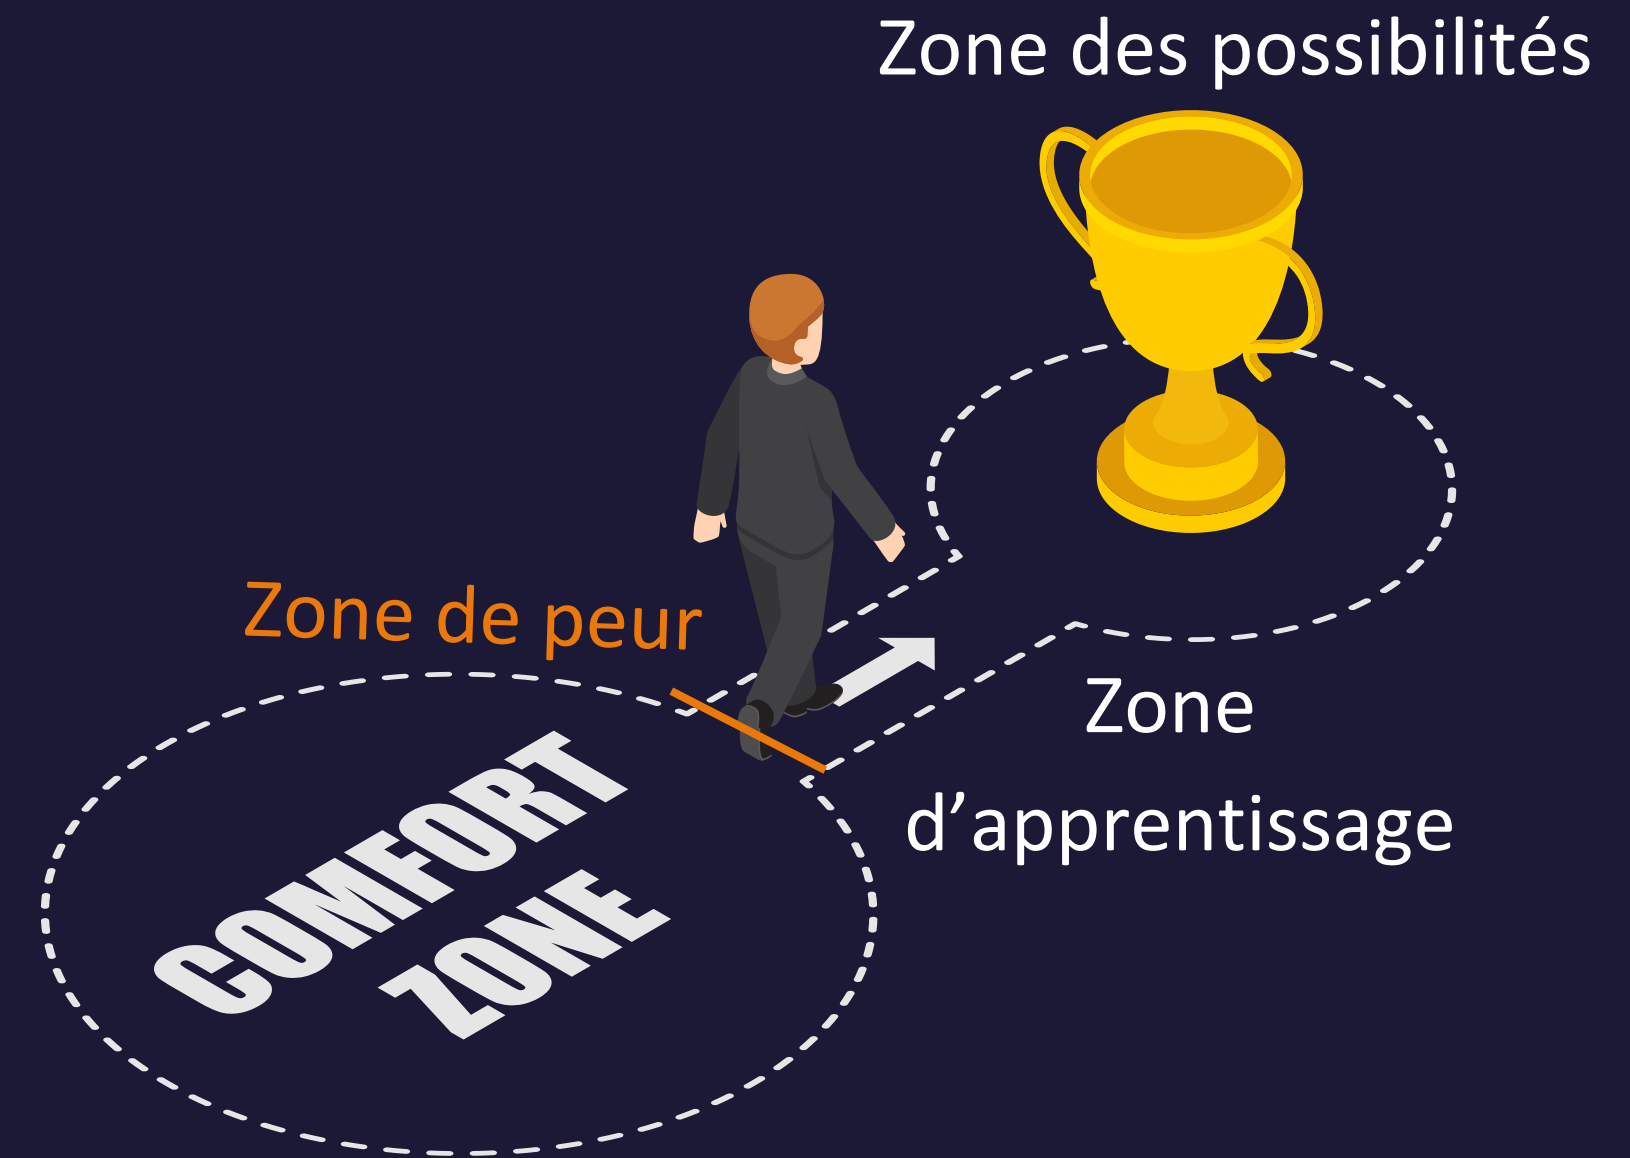 Zone des possibilités
Zone de peur
Zone
d’apprentissage
COMFORT
ZONE